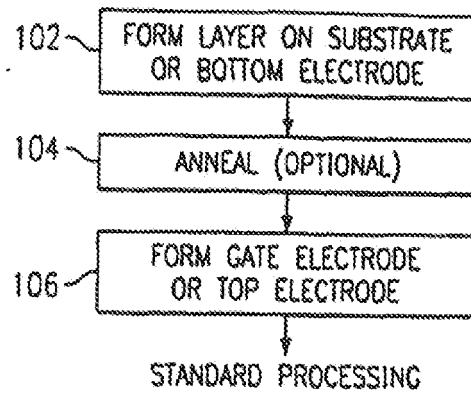 102
FORM LAYER ON SUBSTRATE
OR BOTTOM ELECTRODE
104
ANNEAL (OPTIONAL)
106
FORM GATE ELECTRODE
OR TOP ELECTRODE
STANDARD PROCESSING